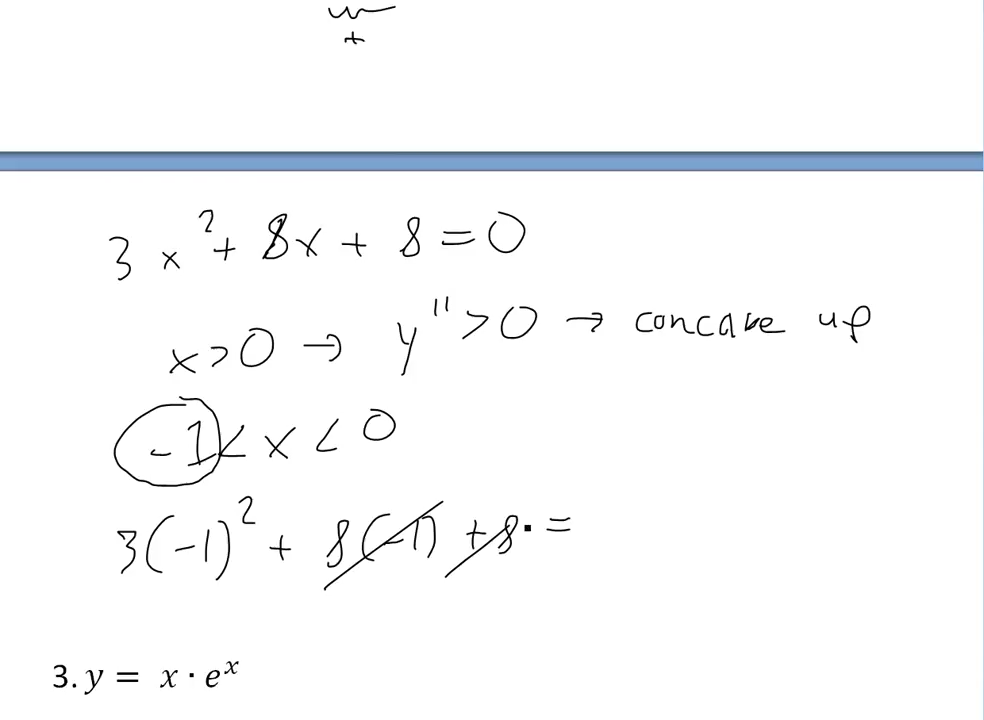 +
3x² + 8x + 8 = 0
x > 0 → y'' > 0 → concave up
-1 < x < 0
3(-1)² + 8(-1) + 8 · =
3. y = x · eˣ